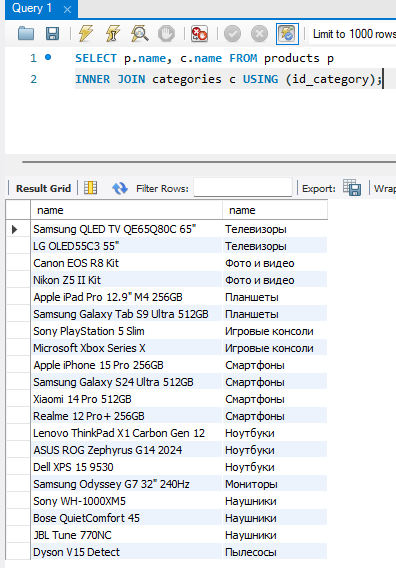 Query 1
Limit to 1000 rows
1 SELECT p.name, c.name FROM products p
2 INNER JOIN categories c USING (id_category);
Result Grid Filter Rows: Export: Wrap
name name
Samsung QLED TV QE65Q80C 65" Телевизоры
LG OLED55C3 55" Телевизоры
Canon EOS R8 Kit Фото и видео
Nikon Z5 II Kit Фото и видео
Apple iPad Pro 12.9" M4 256GB Планшеты
Samsung Galaxy Tab S9 Ultra 512GB Планшеты
Sony PlayStation 5 Slim Игровые консоли
Microsoft Xbox Series X Игровые консоли
Apple iPhone 15 Pro 256GB Смартфоны
Samsung Galaxy S24 Ultra 512GB Смартфоны
Xiaomi 14 Pro 512GB Смартфоны
Realme 12 Pro+ 256GB Смартфоны
Lenovo ThinkPad X1 Carbon Gen 12 Ноутбуки
ASUS ROG Zephyrus G14 2024 Ноутбуки
Dell XPS 15 9530 Ноутбуки
Samsung Odyssey G7 32" 240Hz Мониторы
Sony WH-1000XM5 Наушники
Bose QuietComfort 45 Наушники
JBL Tune 770NC Наушники
Dyson V15 Detect Пылесосы